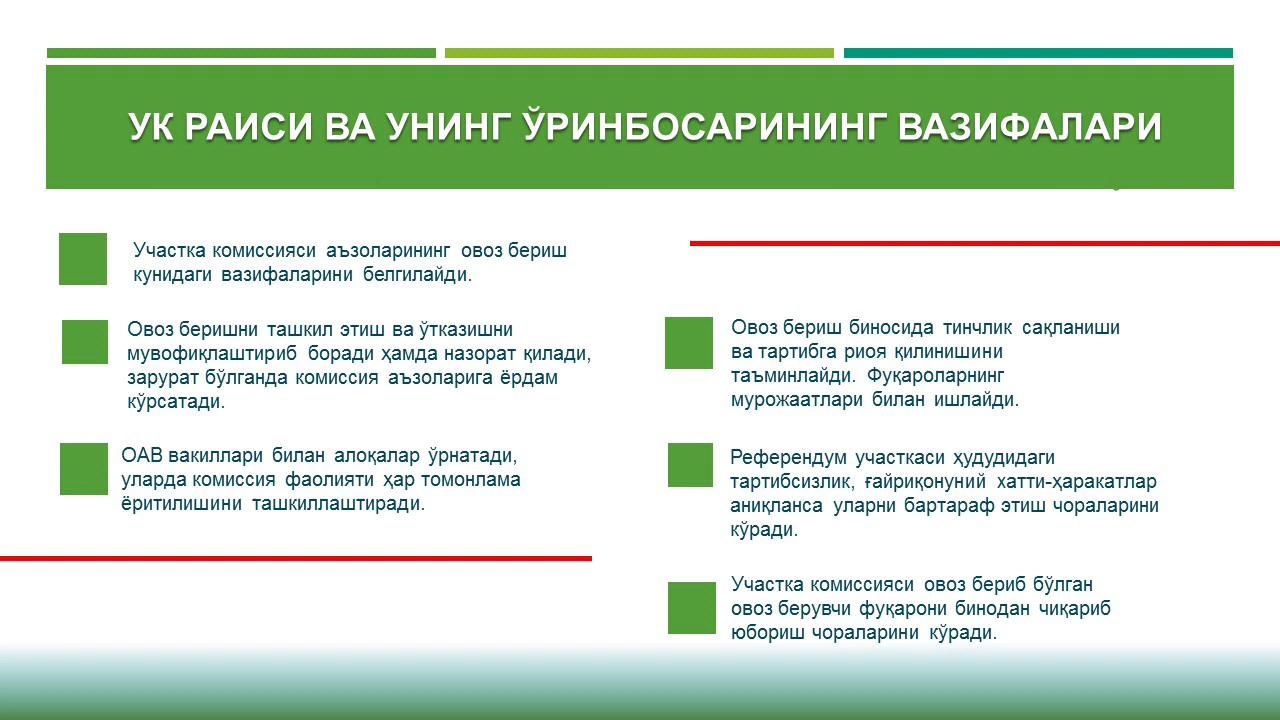 УК РАИСИ ВА УНИНГ ЎРИНБОСАРИНИНГ ВАЗИФАЛАРИ
Участка комиссияси аъзоларининг овоз бериш
кунидаги вазифаларини белгилайди.
Овоз беришни ташкил этиш ва ўтказишни
мувофиқлаштириб боради ҳамда назорат қилади,
зарурат бўлганда комиссия аъзоларига ёрдам
кўрсатади.
ОАВ вакиллари билан алоқалар ўрнатади,
уларда комиссия фаолияти ҳар томонлама
ёритилишини ташкиллаштиради.
Овоз бериш биносида тинчлик сақланиши
ва тартибга риоя қилинишини
таъминлайди. Фуқароларнинг
мурожаатлари билан ишлайди.
Референдум участкаси ҳудудидаги
тартибсизлик, ғайриқонуний хатти-ҳаракатлар
аниқланса уларни бартараф этиш чораларини
кўради.
Участка комиссияси овоз бериб бўлган
овоз берувчи фуқарони бинодан чиқариб
юбориш чораларини кўради.